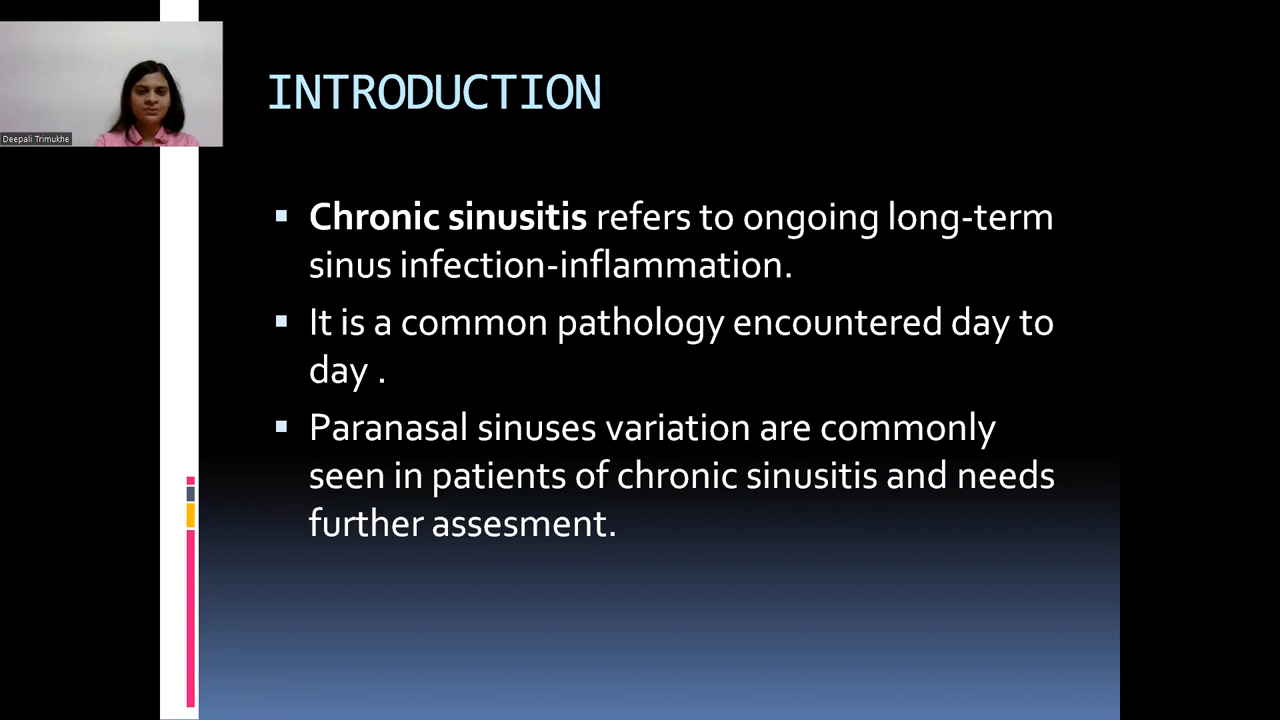 Deepali Trimukhe
INTRODUCTION
Chronic sinusitis refers to ongoing long-term
sinus infection-inflammation.
It is a common pathology encountered day to
day .
Paranasal sinuses variation are commonly
seen in patients of chronic sinusitis and needs
further assesment.